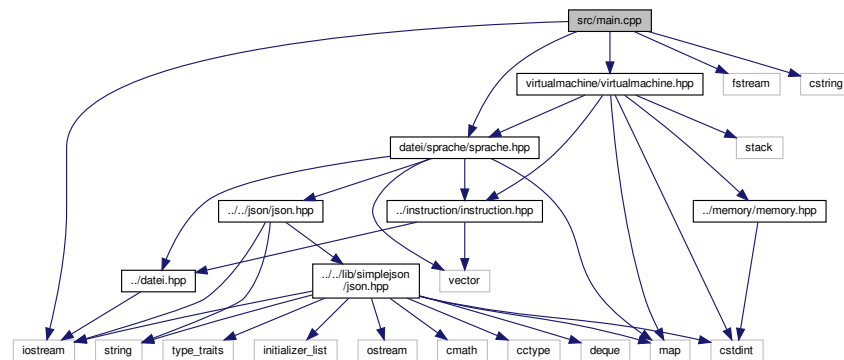 src/main.cpp
virtualmachine/virtualmachine.hpp
fstream
cstring
datei/sprache/sprache.hpp
stack
../../json/json.hpp
../instruction/instruction.hpp
../memory/memory.hpp
../datei.hpp
../../lib/simplejson
/json.hpp
vector
iostream
string
type_traits
initializer_list
ostream
cmath
cctype
deque
map
cstdint